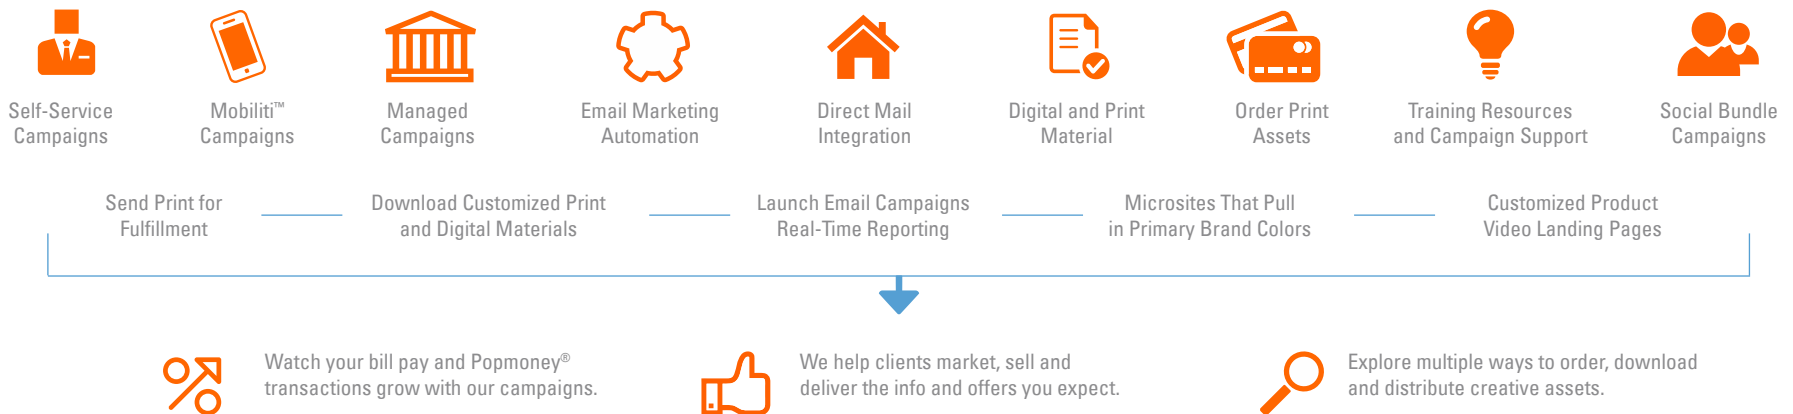 Self-Service
Campaigns
Mobiliti™
Campaigns
Managed
Campaigns
Email Marketing
Automation
Direct Mail
Integration
Digital and Print
Material
Order Print
Assets
Training Resources
and Campaign Support
Social Bundle
Campaigns
Send Print for
Fulfillment
Download Customized Print
and Digital Materials
Launch Email Campaigns
Real-Time Reporting
Microsites That Pull
in Primary Brand Colors
Customized Product
Video Landing Pages
Watch your bill pay and Popmoney®
transactions grow with our campaigns.
We help clients market, sell and
deliver the info and offers you expect.
Explore multiple ways to order, download
and distribute creative assets.